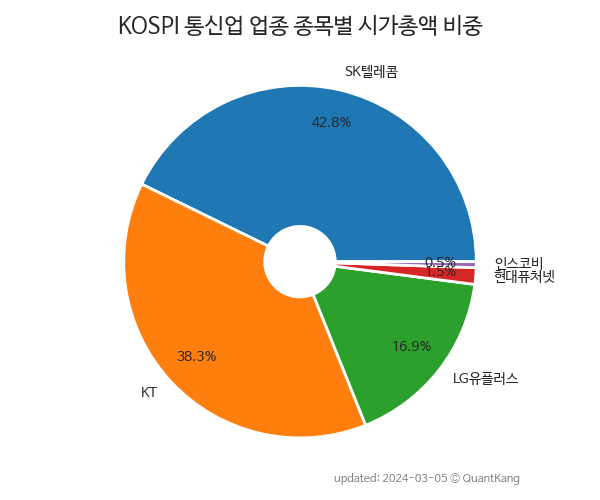 KOSPI 통신업 업종 종목별 시가총액 비중
SK텔레콤
42.8%
0.5%
인스코비
1.5%
현대퓨처넷
16.9%
38.3%
LG유플러스
KT
updated: 2024-03-05 © QuantKang